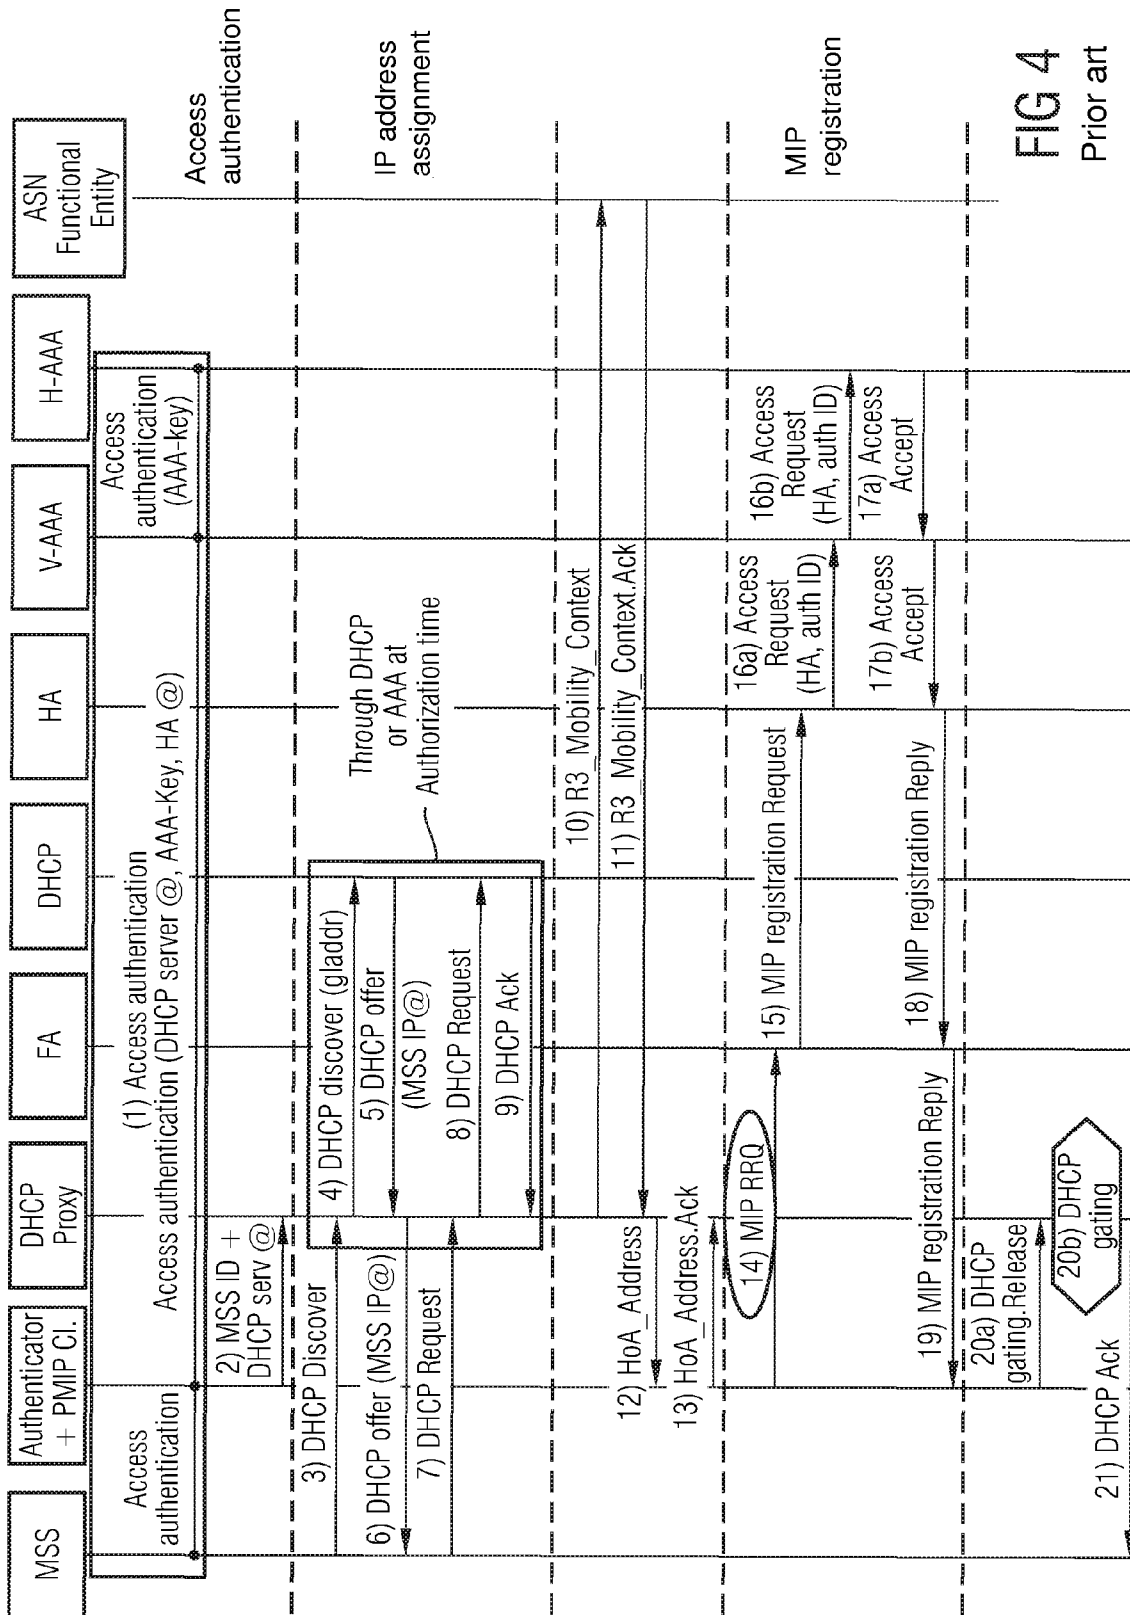 MSS
Authenticator
+ PMIP Cl.
DHCP
Proxy
FA
DHCP
HA
V-AAA
H-AAA
ASN
Functional
Entity
Access
authentication
(1) Access authentication
Access authentication (DHCP server @, AAA-Key, HA @)
Access
authentication
(AAA-key)
Access
authentication
2) MSS ID +
DHCP serv @
3) DHCP Discover
4) DHCP discover (gladdr)
5) DHCP offer
(MSS IP@)
6) DHCP offer (MSS IP@)
7) DHCP Request
8) DHCP Request
9) DHCP Ack
Through DHCP
or AAA at
Authorization time
IP address
assignment
10) R3_Mobility_Context
11) R3_Mobility_Context.Ack
12) HoA_Address
13) HoA_Address.Ack
14) MIP RRQ
15) MIP registration Request
16a) Access
Request
(HA, auth ID)
16b) Access
Request
(HA, auth ID)
17a) Access
Accept
17b) Access
Accept
18) MIP registration Reply
19) MIP registration Reply
MIP
registration
20a) DHCP
gating.Release
20b) DHCP
gating
21) DHCP Ack
FIG 4
Prior art